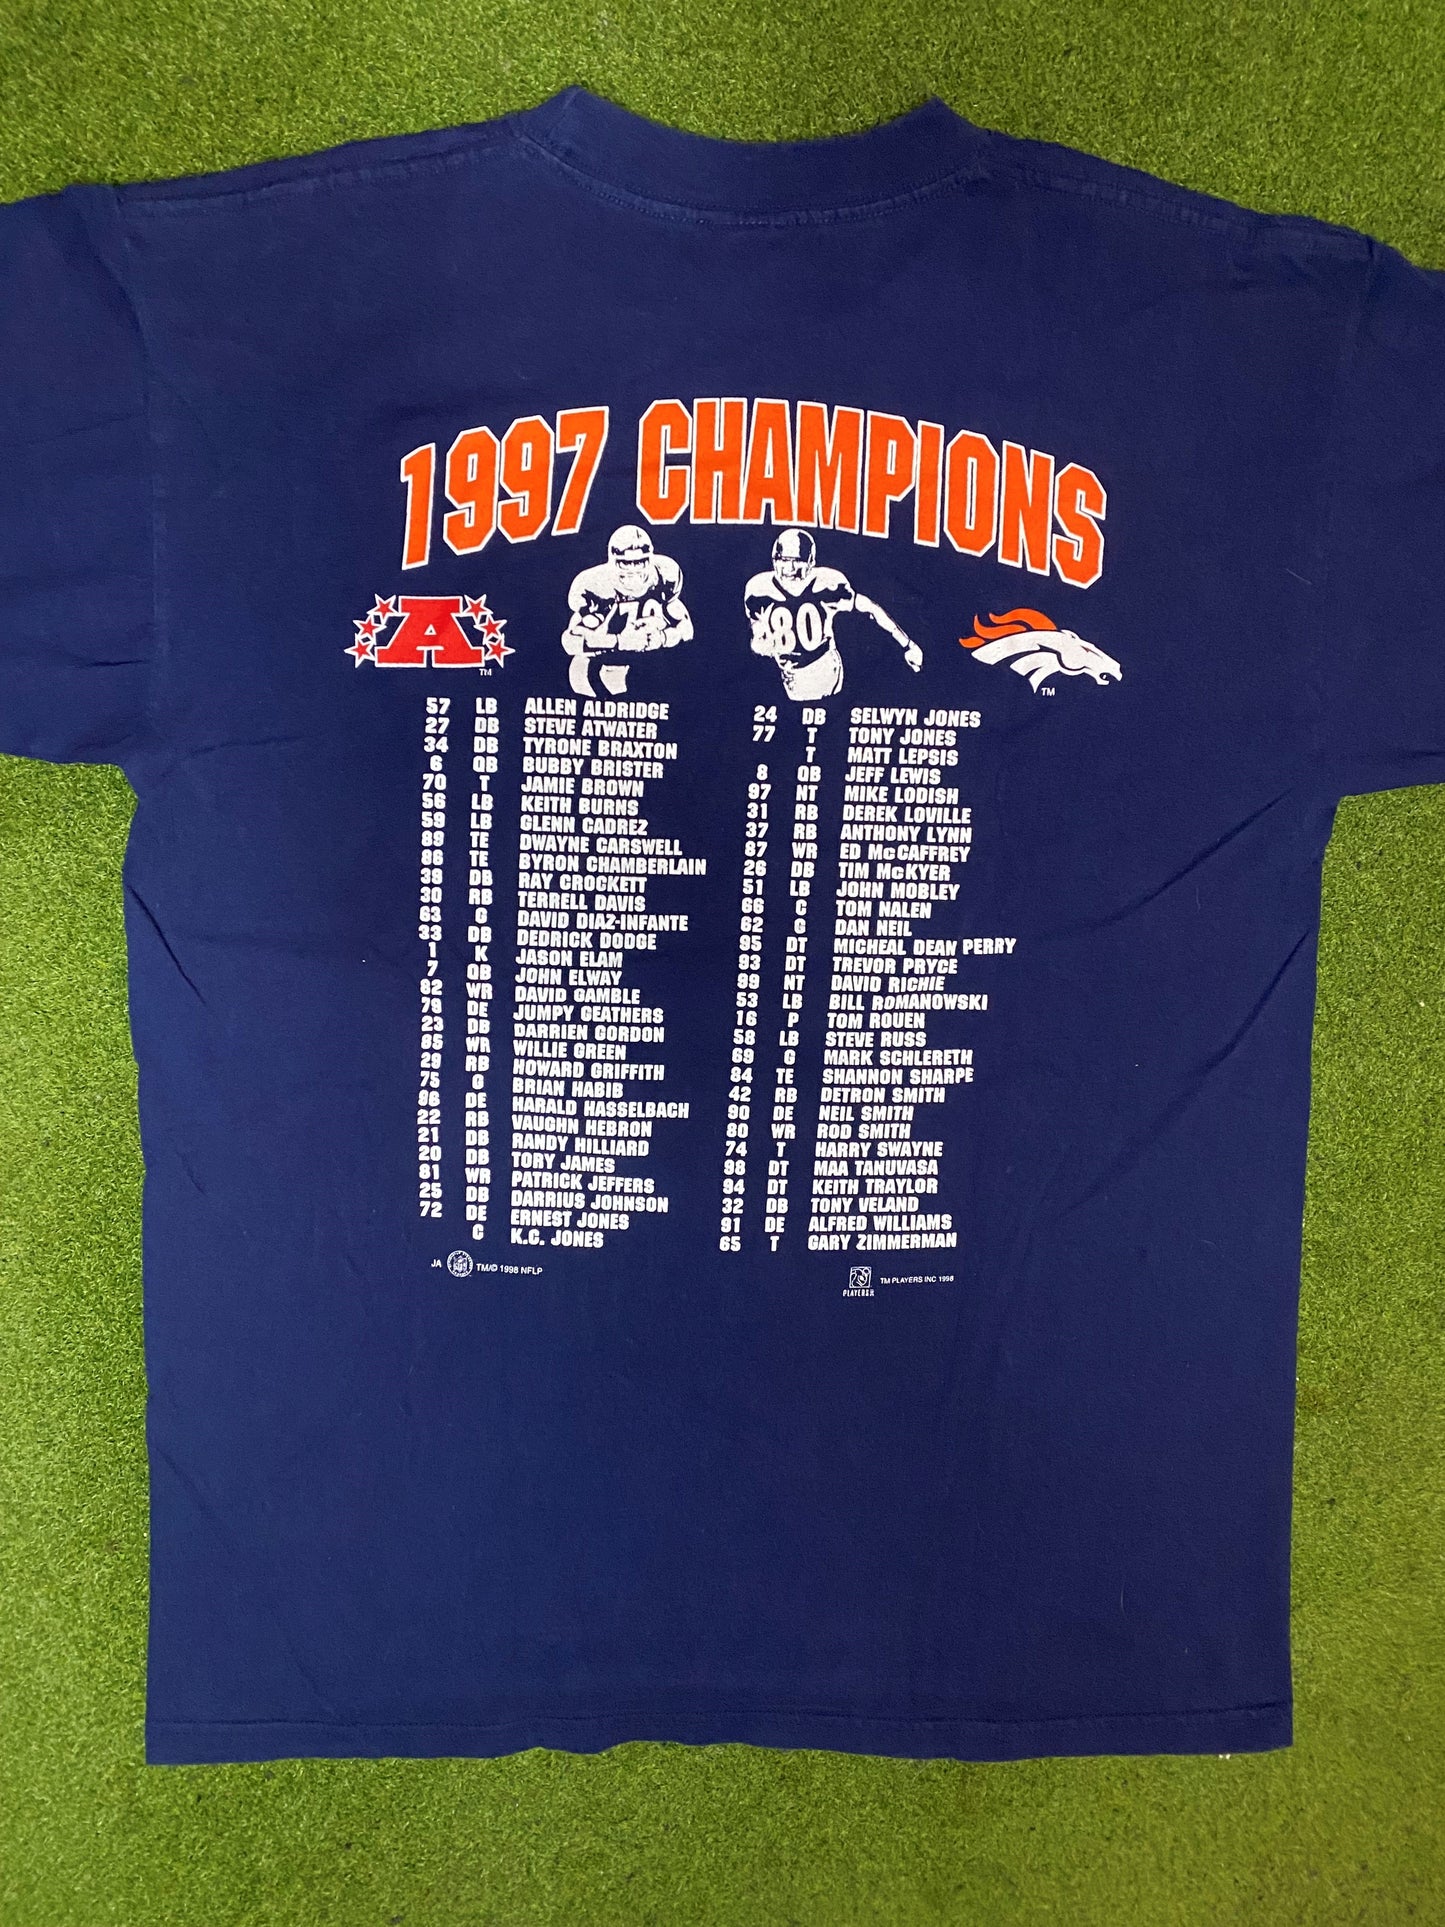 1997 CHAMPIONS
A
TM
TM
80
57 LB ALLEN ALDRIDGE
27 DB STEVE ATWATER
34 DB TYRONE BRAXTON
6 QB BUBBY BRISTER
70 T JAMIE BROWN
56 LB KEITH BURNS
59 LB GLENN CADREZ
89 TE DWAYNE CARSWELL
86 TE BYRON CHAMBERLAIN
39 DB RAY CROCKETT
30 RB TERRELL DAVIS
63 G DAVID DIAZ-INFANTE
33 DB DEDRICK DODGE
1 K JASON ELAM
7 QB JOHN ELWAY
82 WR DAVID GAMBLE
79 DE JUMPY GEATHERS
23 DB DARRIEN GORDON
85 WR WILLIE GREEN
29 RB HOWARD GRIFFITH
75 G BRIAN HABIB
96 DE HARALD HASSELBACH
22 RB VAUGHN HEBRON
21 DB RANDY HILLIARD
20 DB TORY JAMES
81 WR PATRICK JEFFERS
25 DB DARRIUS JOHNSON
72 DE ERNEST JONES
C K.C. JONES
24 DB SELWYN JONES
77 T TONY JONES
T MATT LEPSIS
8 QB JEFF LEWIS
97 NT MIKE LODISH
31 RB DEREK LOVILLE
37 RB ANTHONY LYNN
87 WR ED McCAFFREY
26 DB TIM McKYER
51 LB JOHN MOBLEY
66 C TOM NALEN
62 G DAN NEIL
95 DT MICHEAL DEAN PERRY
93 DT TREVOR PRYCE
99 NT DAVID RICHIE
53 LB BILL ROMANOWSKI
16 P TOM ROUEN
58 LB STEVE RUSS
69 G MARK SCHLERETH
84 TE SHANNON SHARPE
42 RB DETRON SMITH
90 DE NEIL SMITH
80 WR ROD SMITH
74 T HARRY SWAYNE
98 DT MAA TANUVASA
94 DT KEITH TRAYLOR
32 DB TONY VELAND
91 DE ALFRED WILLIAMS
65 T GARY ZIMMERMAN
JA TM/© 1998 NFLP
PLAYERS INC TM PLAYERS INC 1998